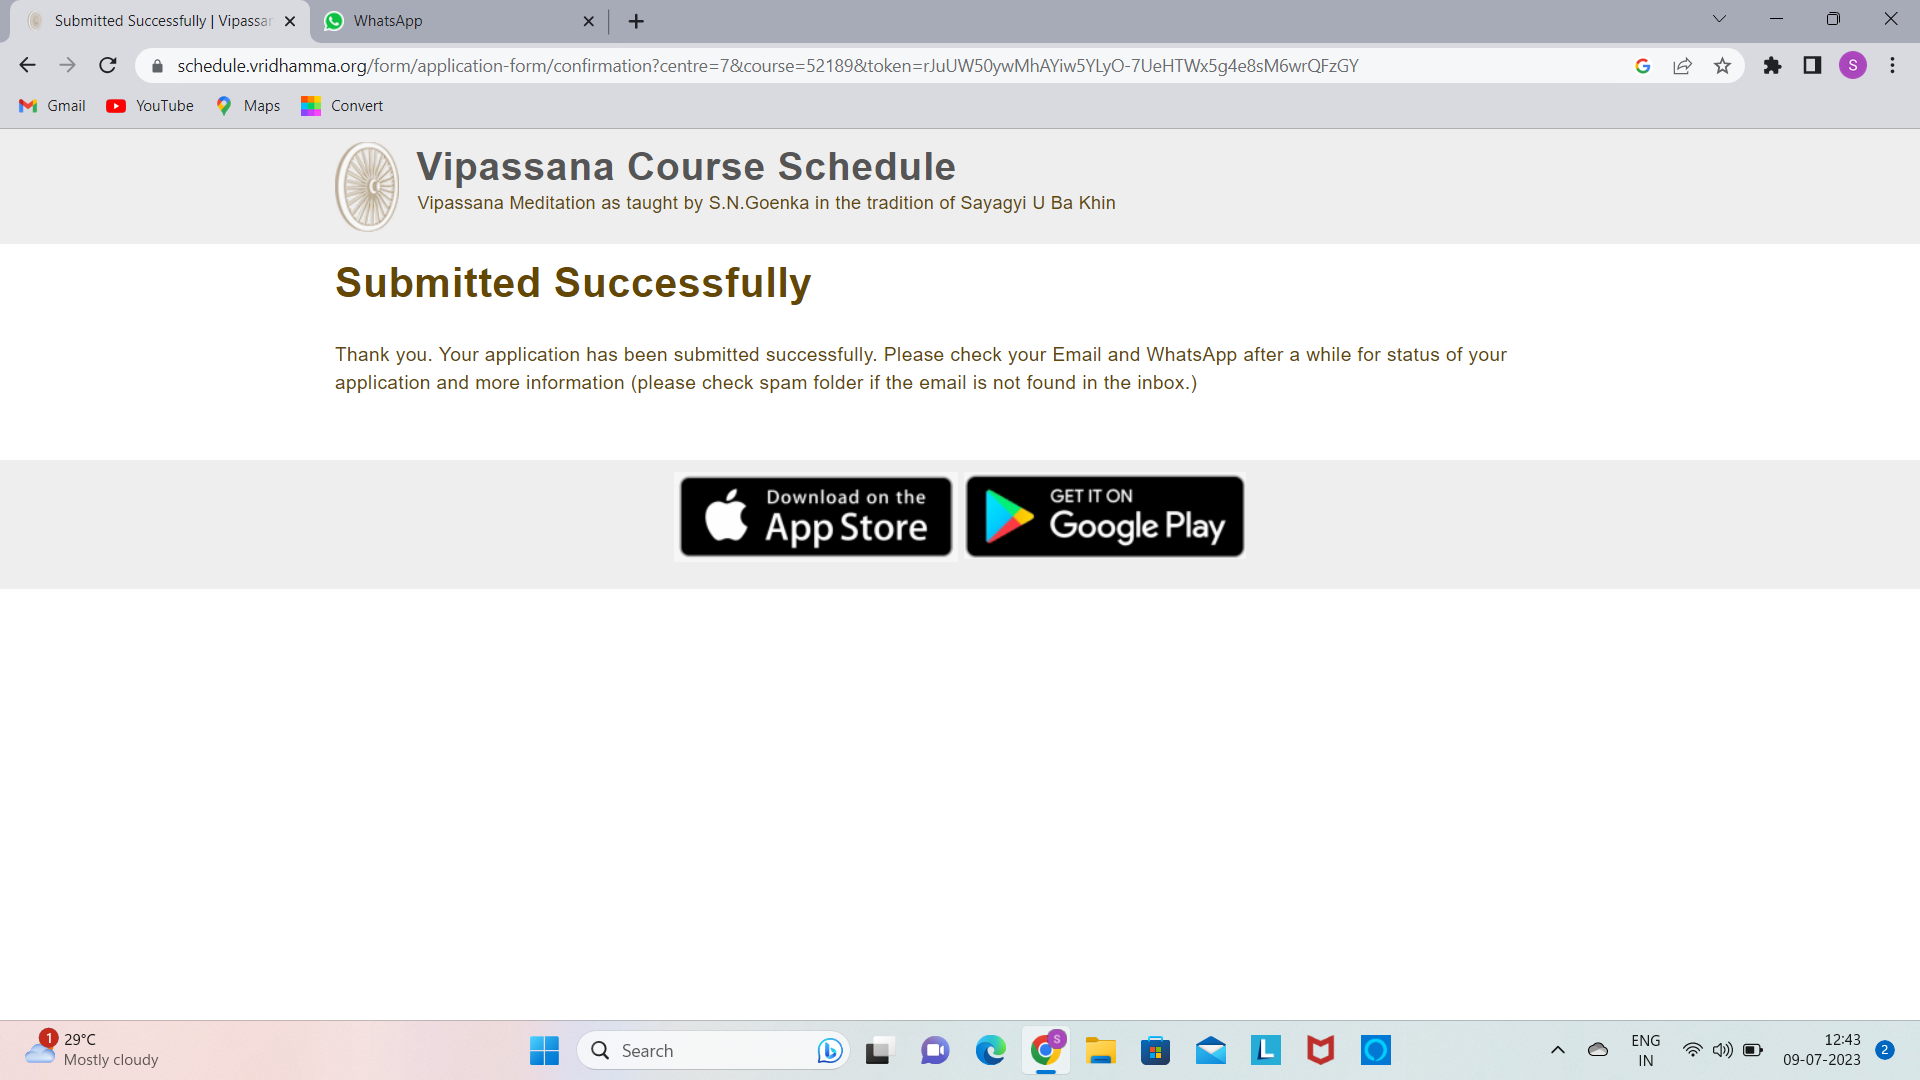 Submitted Successfully | Vipassan
WhatsApp
schedule.vridhamma.org/form/application-form/confirmation?centre=7&course=52189&token=rJuUW50ywMhAYiw5YLyO-7UeHTWx5g4e8sM6wrQFzGY
S
Gmail
YouTube
Maps
Convert
Vipassana Course Schedule
Vipassana Meditation as taught by S.N.Goenka in the tradition of Sayagyi U Ba Khin
Submitted Successfully
Thank you. Your application has been submitted successfully. Please check your Email and WhatsApp after a while for status of your
application and more information (please check spam folder if the email is not found in the inbox.)
Download on the
App Store
GET IT ON
Google Play
1
29°C
Mostly cloudy
Search
S
L
ENG
IN
12:43
09-07-2023
2